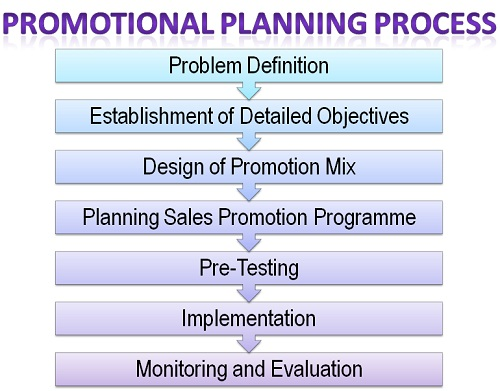 PROMOTIONAL PLANNING PROCESS
Problem Definition
Establishment of Detailed Objectives
Design of Promotion Mix
Planning Sales Promotion Programme
Pre-Testing
Implementation
Monitoring and Evaluation